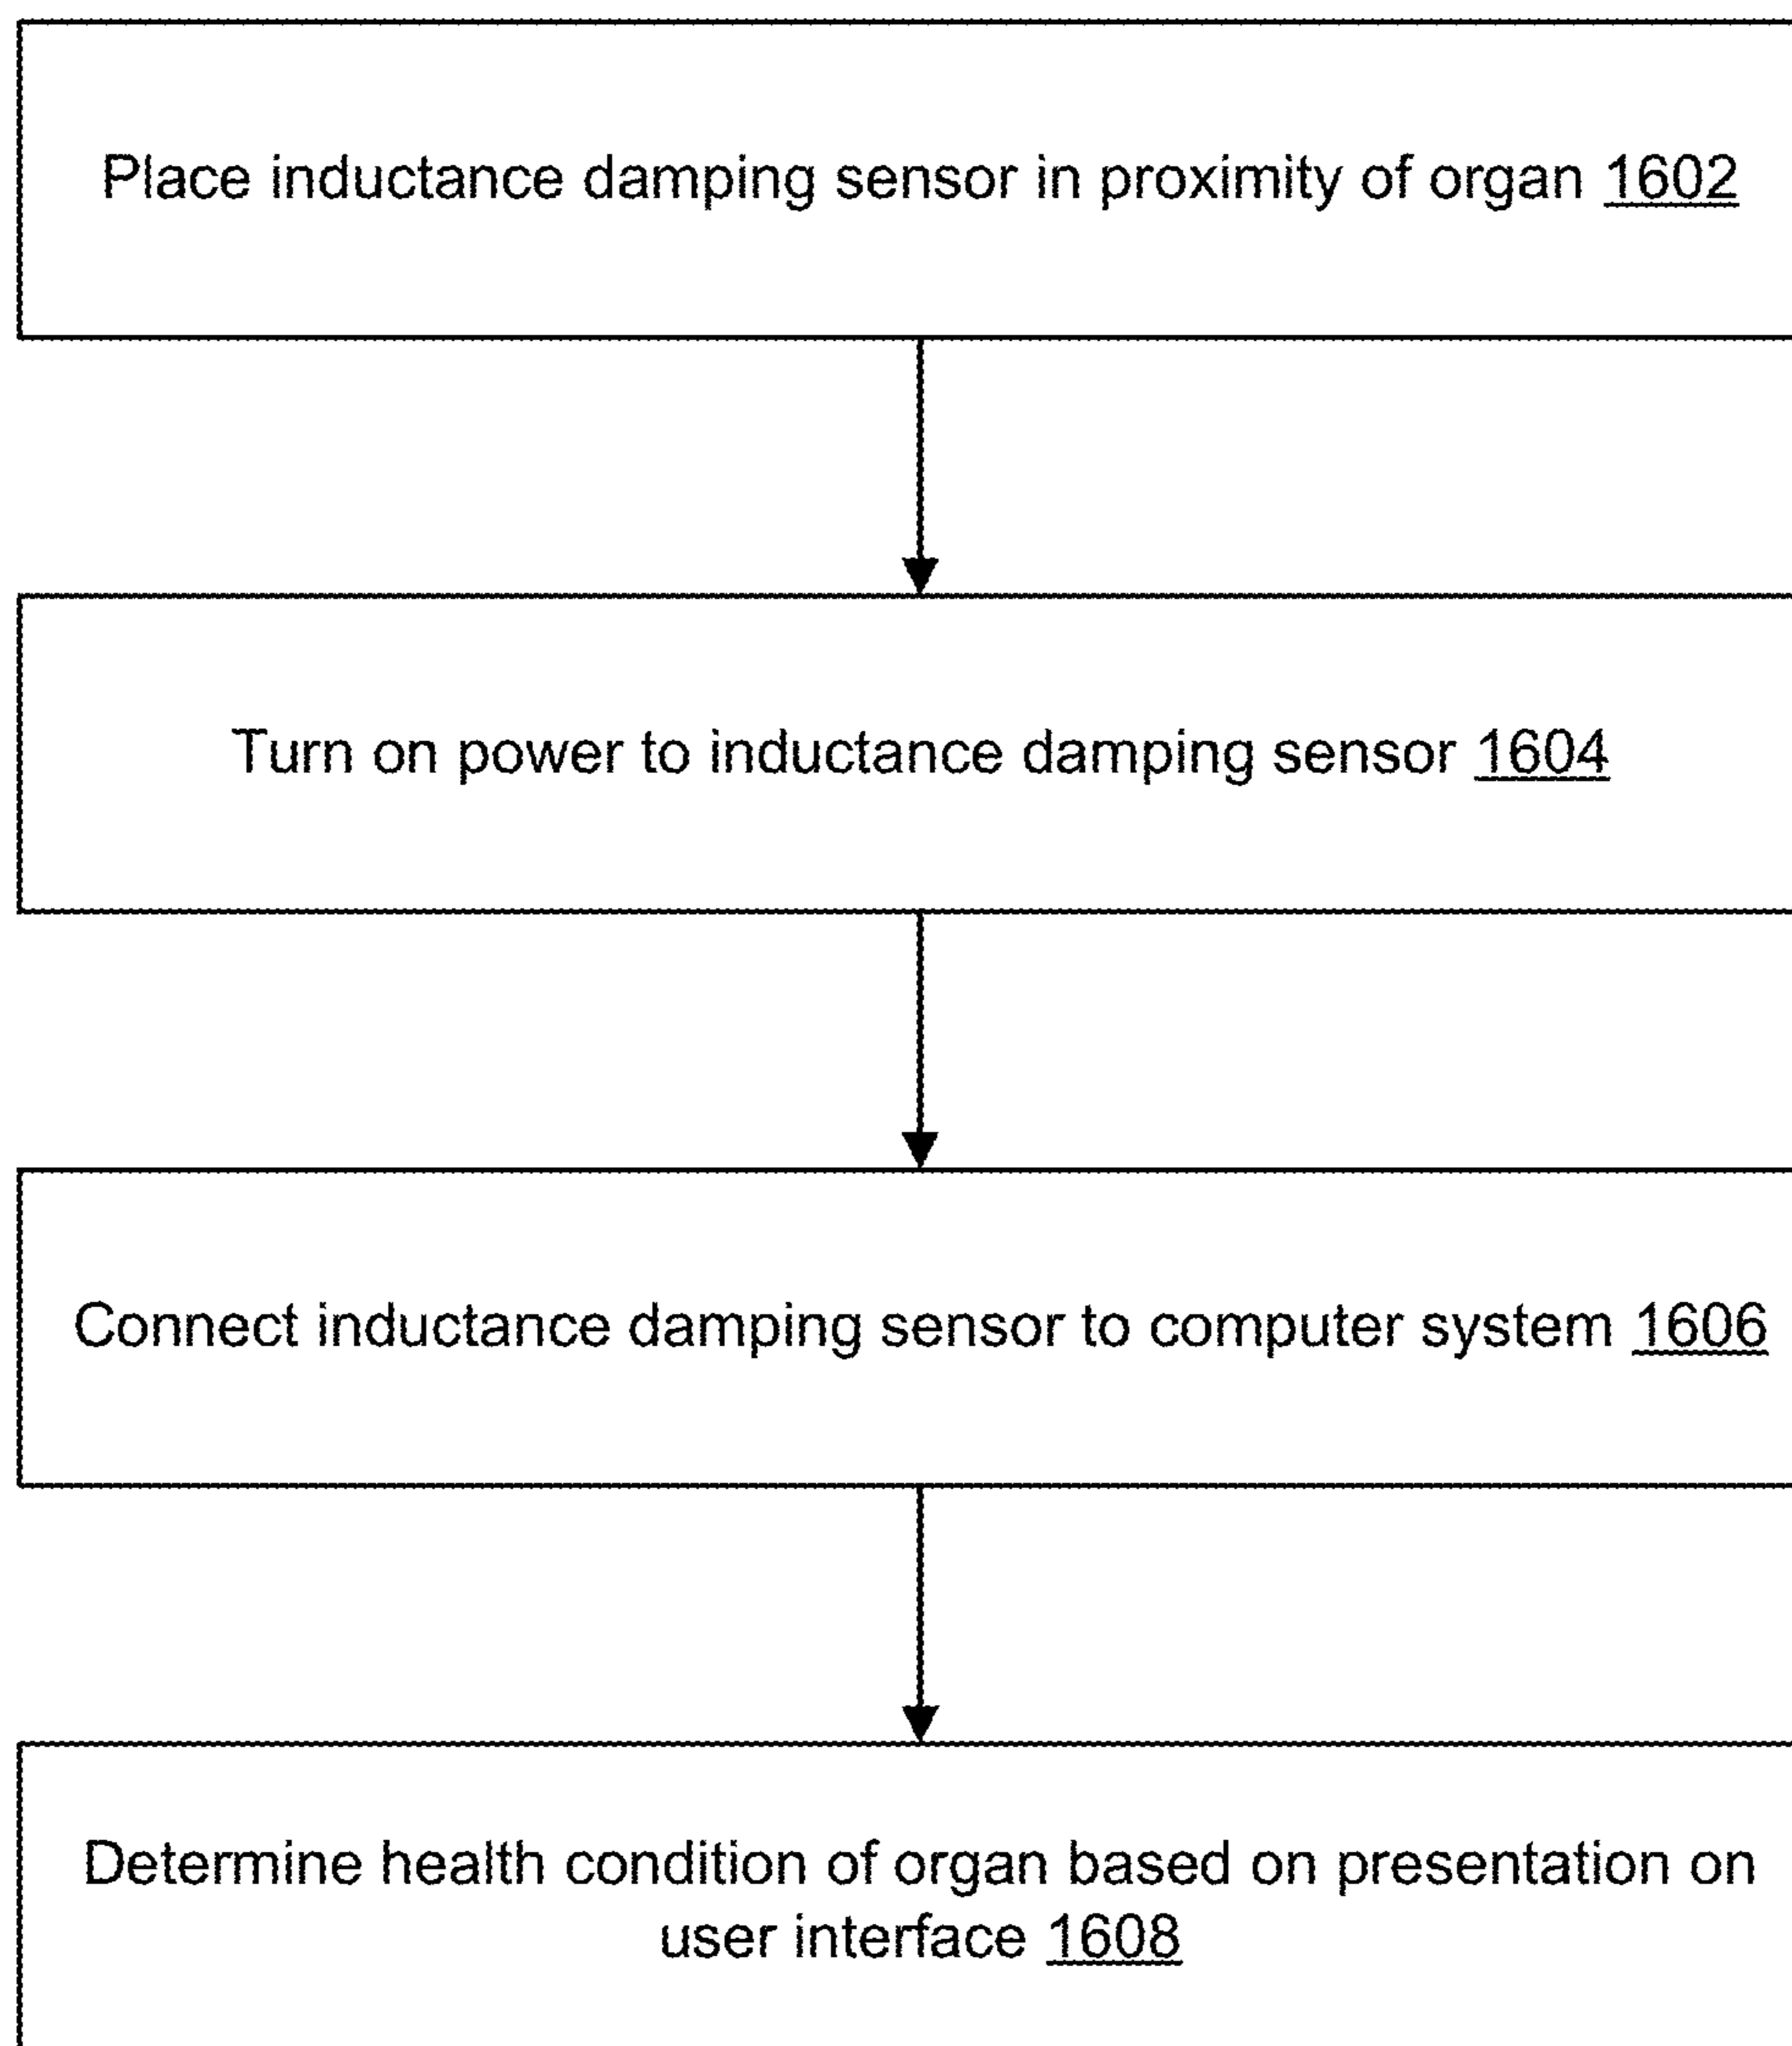 Place inductance damping sensor in proximity of organ 1602
Turn on power to inductance damping sensor 1604
Connect inductance damping sensor to computer system 1606
Determine health condition of organ based on presentation on
user interface 1608